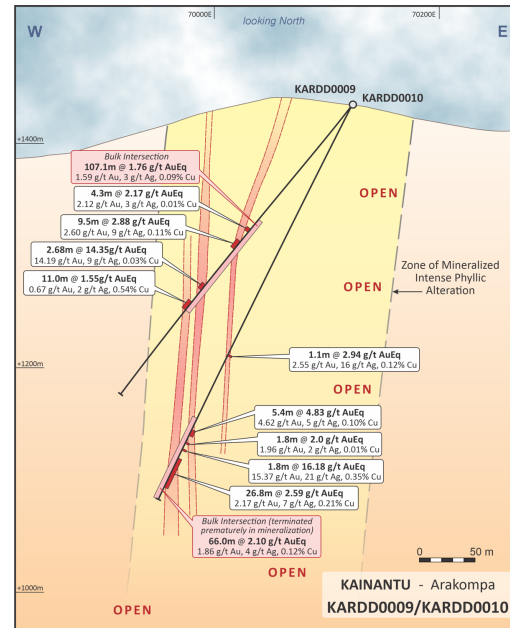 70000E
70200E
W
looking North
E
KARDD0009
KARDD0010
+1400m
Bulk Intersection
107.1m @ 1.76 g/t AuEq
1.59 g/t Au, 3 g/t Ag, 0.09% Cu
4.3m @ 2.17 g/t AuEq
2.12 g/t Au, 3 g/t Ag, 0.01% Cu
OPEN
9.5m @ 2.88 g/t AuEq
2.60 g/t Au, 9 g/t Ag, 0.11% Cu
2.68m @ 14.35g/t AuEq
14.19 g/t Au, 9 g/t Ag, 0.03% Cu
Zone of Mineralized
Intense Phyllic
Alteration
11.0m @ 1.55g/t AuEq
0.67 g/t Au, 2 g/t Ag, 0.54% Cu
OPEN
+1200m
1.1m @ 2.94 g/t AuEq
2.55 g/t Au, 16 g/t Ag, 0.12% Cu
OPEN
5.4m @ 4.83 g/t AuEq
4.62 g/t Au, 5 g/t Ag, 0.10% Cu
1.8m @ 2.0 g/t AuEq
1.96 g/t Au, 2 g/t Ag, 0.01% Cu
1.8m @ 16.18 g/t AuEq
15.37 g/t Au, 21 g/t Ag, 0.35% Cu
26.8m @ 2.59 g/t AuEq
2.17 g/t Au, 7 g/t Ag, 0.21% Cu
Bulk Intersection (terminated
prematurely in mineralization)
66.0m @ 2.10 g/t AuEq
1.86 g/t Au, 4 g/t Ag, 0.12% Cu
0 50 m
OPEN
+1000m
OPEN
KAINANTU - Arakompa
KARDD0009/KARDD0010